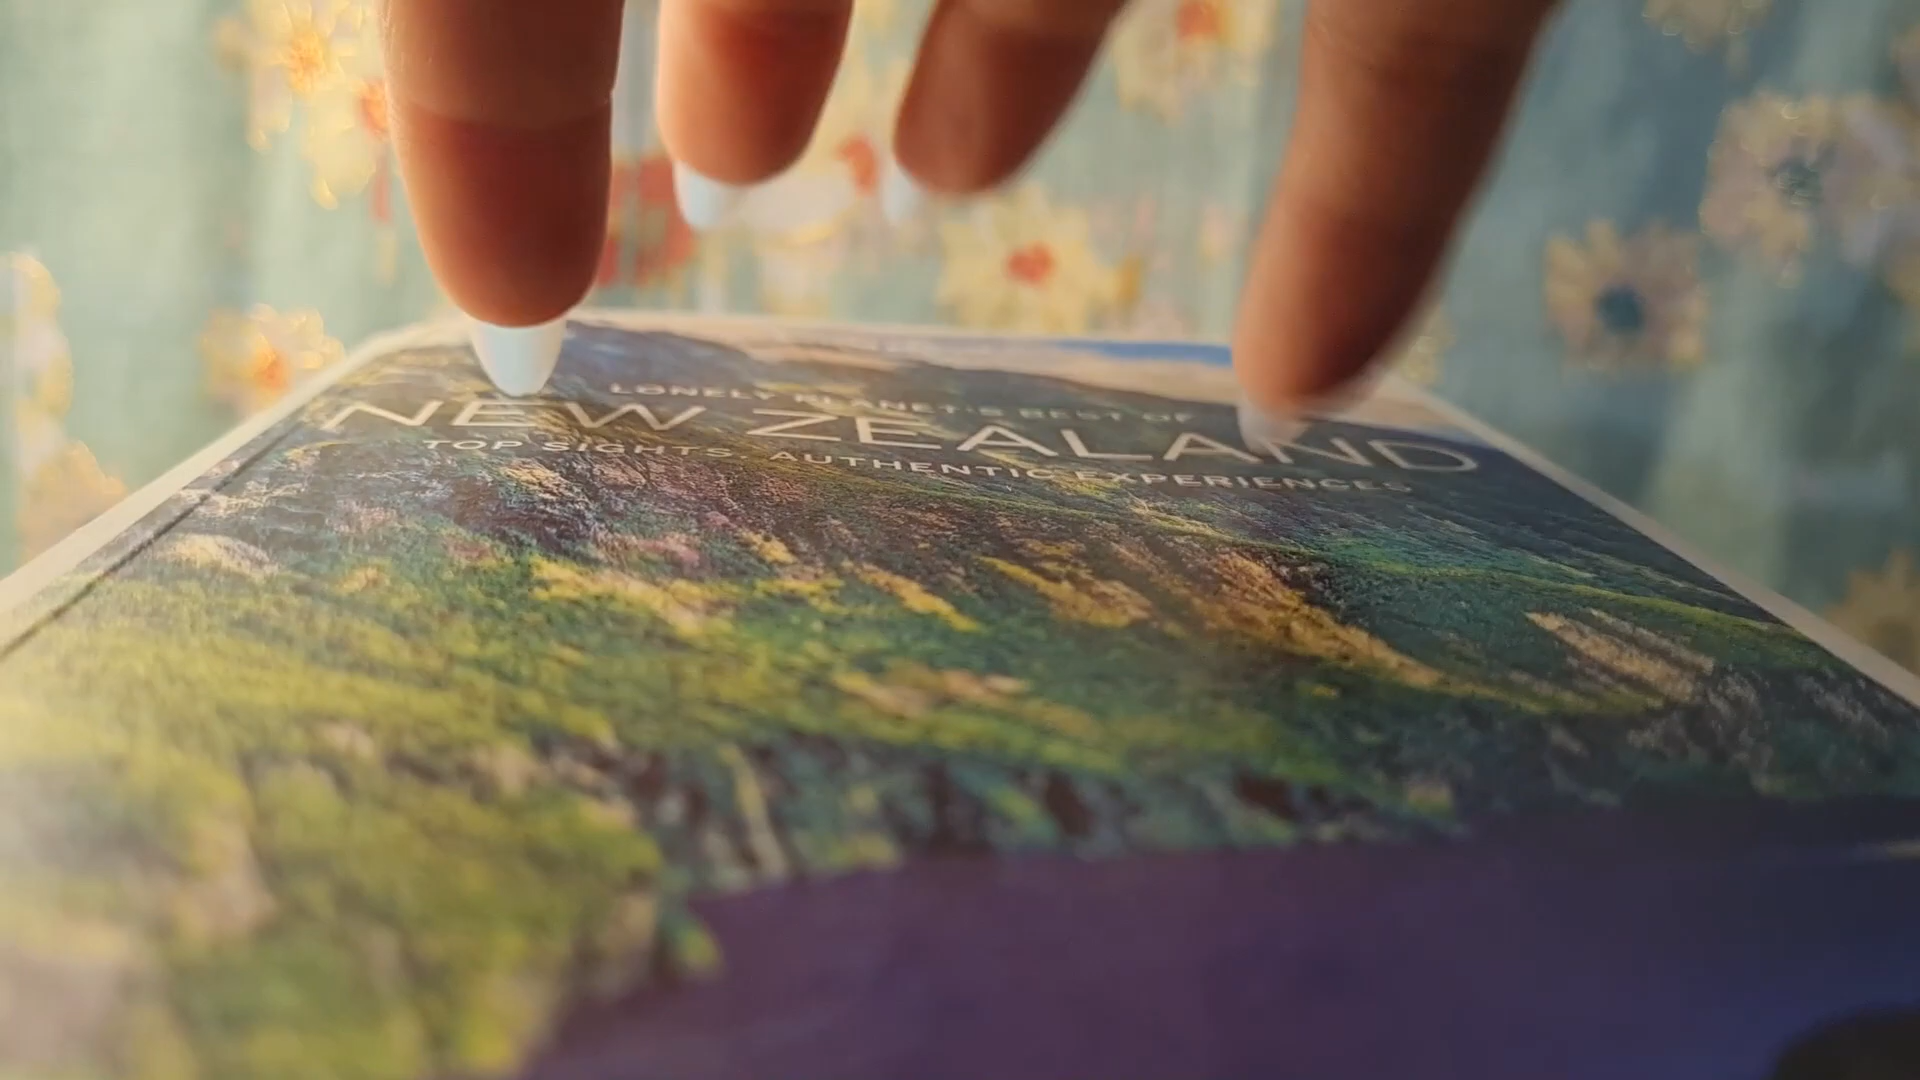 LONELY PLANET'S BEST OF
NEW ZEALAND
TOP SIGHTS, AUTHENTIC EXPERIENCES